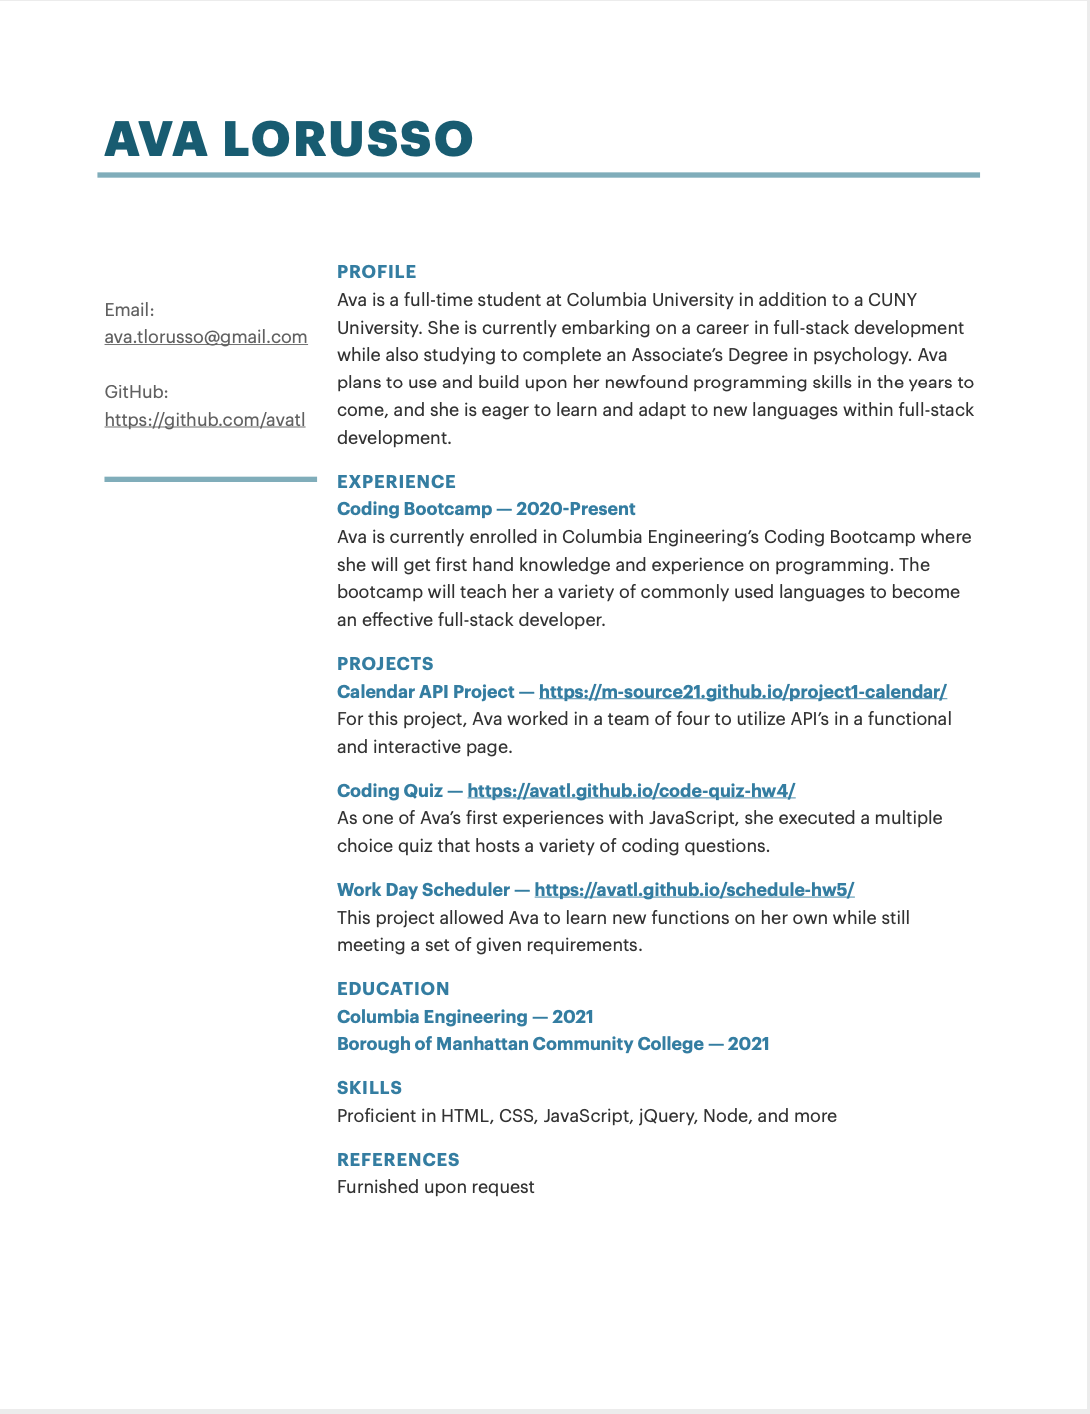 AVA LORUSSO
Email:
ava.tlorusso@gmail.com
GitHub:
https://github.com/avatl
PROFILE
Ava is a full-time student at Columbia University in addition to a CUNY
University. She is currently embarking on a career in full-stack development
while also studying to complete an Associate’s Degree in psychology. Ava
plans to use and build upon her newfound programming skills in the years to
come, and she is eager to learn and adapt to new languages within full-stack
development.
EXPERIENCE
Coding Bootcamp — 2020-Present
Ava is currently enrolled in Columbia Engineering’s Coding Bootcamp where
she will get first hand knowledge and experience on programming. The
bootcamp will teach her a variety of commonly used languages to become
an effective full-stack developer.
PROJECTS
Calendar API Project — https://m-source21.github.io/project1-calendar/
For this project, Ava worked in a team of four to utilize API’s in a functional
and interactive page.
Coding Quiz — https://avatl.github.io/code-quiz-hw4/
As one of Ava’s first experiences with JavaScript, she executed a multiple
choice quiz that hosts a variety of coding questions.
Work Day Scheduler — https://avatl.github.io/schedule-hw5/
This project allowed Ava to learn new functions on her own while still
meeting a set of given requirements.
EDUCATION
Columbia Engineering — 2021
Borough of Manhattan Community College — 2021
SKILLS
Proficient in HTML, CSS, JavaScript, jQuery, Node, and more
REFERENCES
Furnished upon request